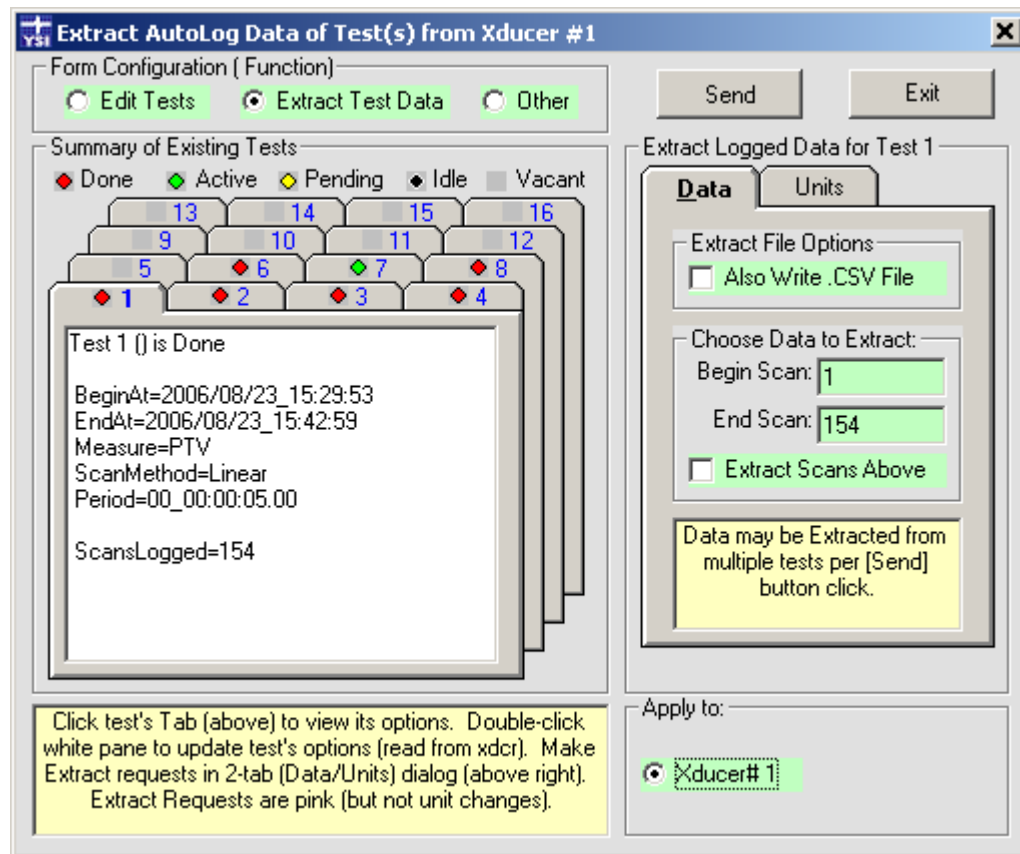 YSI Extract AutoLog Data of Test(s) from Xducer #1
Form Configuration ( Function)
Edit Tests
Extract Test Data
Other
Send
Exit
Summary of Existing Tests
Done
Active
Pending
Idle
Vacant
13
14
15
16
9
10
11
12
5
6
7
8
1
2
3
4
Test 1 () is Done
BeginAt=2006/08/23_15:29:53
EndAt=2006/08/23_15:42:59
Measure=PTV
ScanMethod=Linear
Period=00_00:00:05.00
ScansLogged=154
Extract Logged Data for Test 1
Data
Units
Extract File Options
Also Write .CSV File
Choose Data to Extract:
Begin Scan: 1
End Scan: 154
Extract Scans Above
Data may be Extracted from
multiple tests per [Send]
button click.
Click test's Tab (above) to view its options. Double-click
white pane to update test's options (read from xdcr). Make
Extract requests in 2-tab (Data/Units) dialog (above right).
Extract Requests are pink (but not unit changes).
Apply to:
Xducer# 1